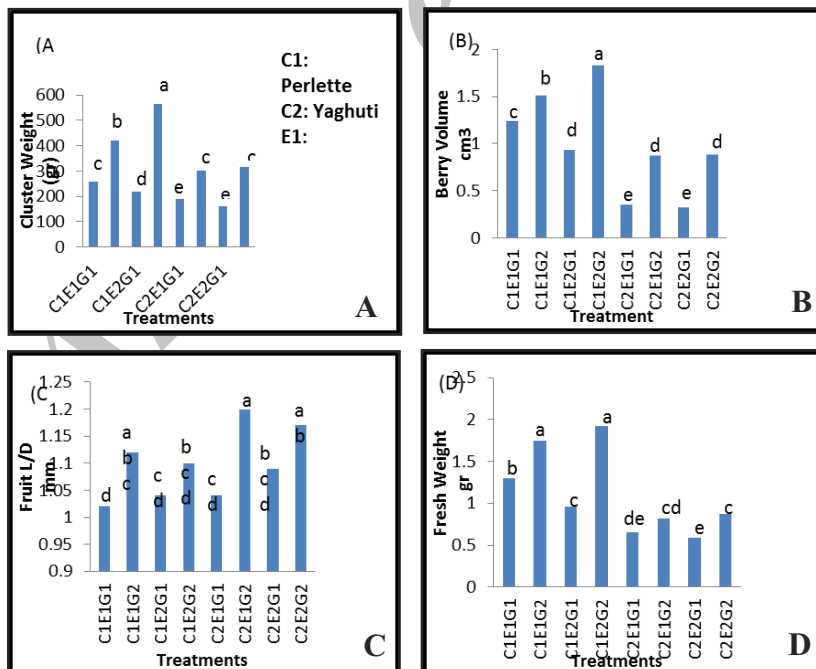 (A
C1:
Perlette
C2: Yaghuti
E1:
Cluster Weight
(gr)
600
500
400
300
200
100
0
c
b
d
a
e
c
e
c
C1E1G1
C1E2G1
C2E1G1
C2E2G1
Treatments
A
(B)
Berry Volume
cm3
2
1.5
1
0.5
0
c
b
d
a
e
d
e
d
C1E1G1
C1E1G2
C1E2G1
C1E2G2
C2E1G1
C2E1G2
C2E2G1
C2E2G2
Treatment
B
(C
Fruit L/D
mm
1.25
1.2
1.15
1.1
1.05
1
0.95
0.9
d
a
b
c
c
d
b
c
d
c
d
a
b
c
d
a
b
C1E1G1
C1E1G2
C1E2G1
C1E2G2
C2E1G1
C2E1G2
C2E2G1
C2E2G2
Treatments
C
(D)
Fresh Weight
gr
2.5
2
1.5
1
0.5
0
b
a
c
a
de
cd
e
c
C1E1G1
C1E1G2
C1E2G1
C1E2G2
C2E1G1
C2E1G2
C2E2G1
C2E2G2
Treatments
D